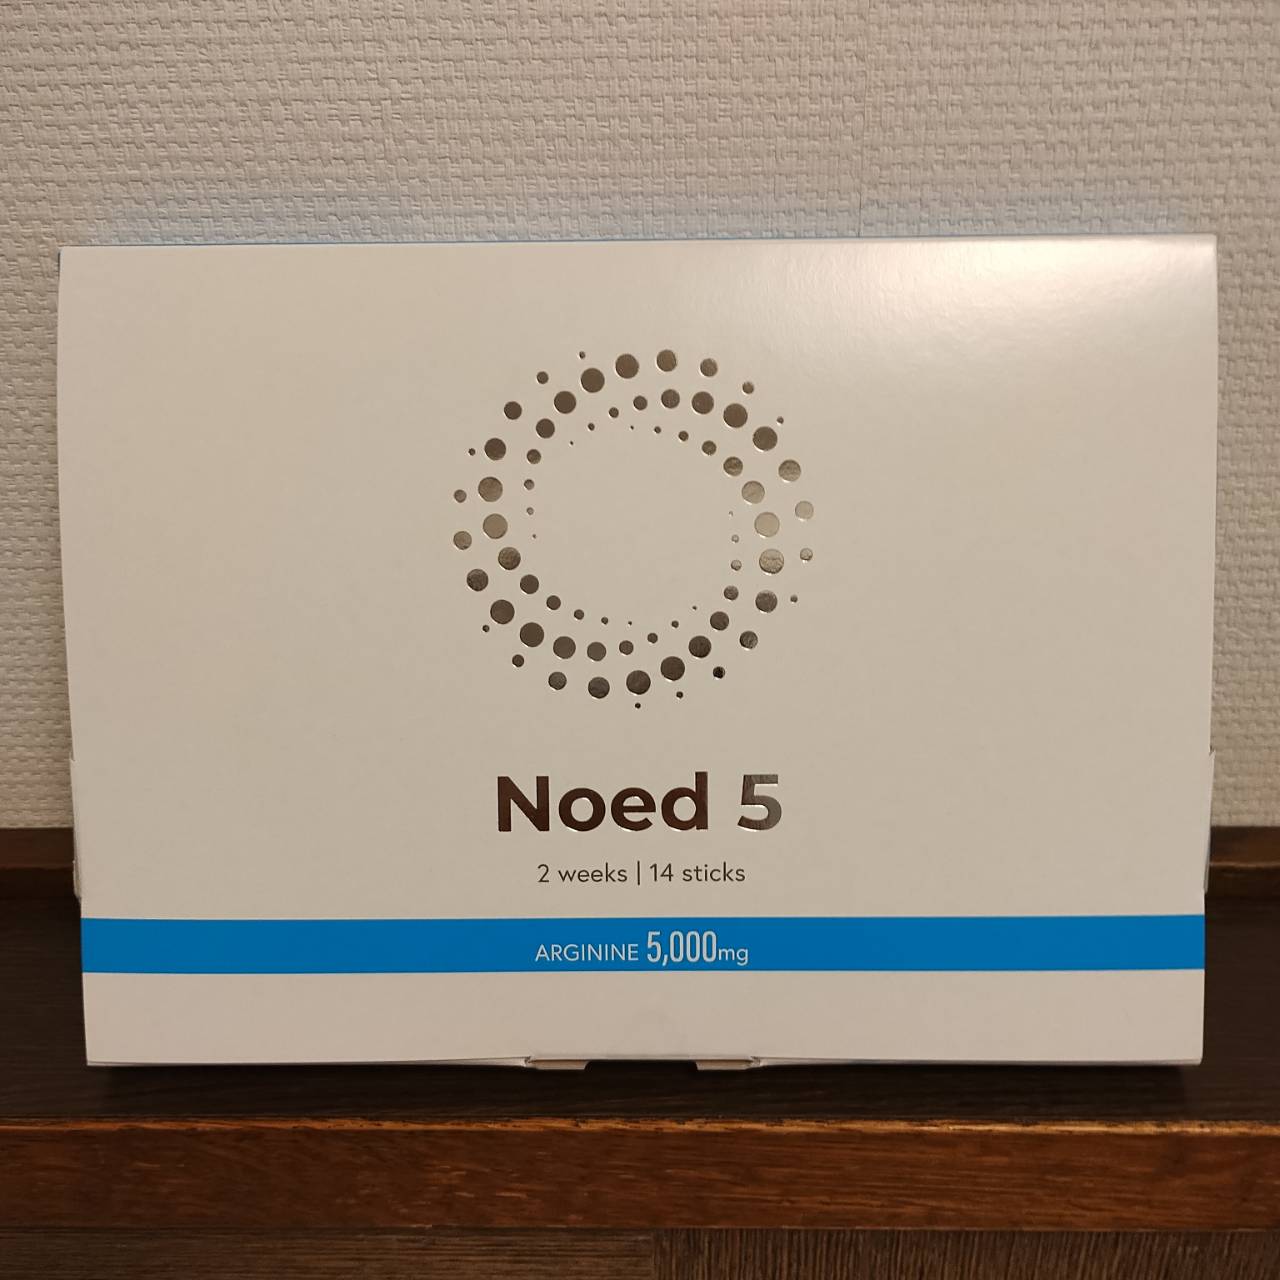 Noed 5
2 weeks | 14 sticks
ARGININE 5,000mg